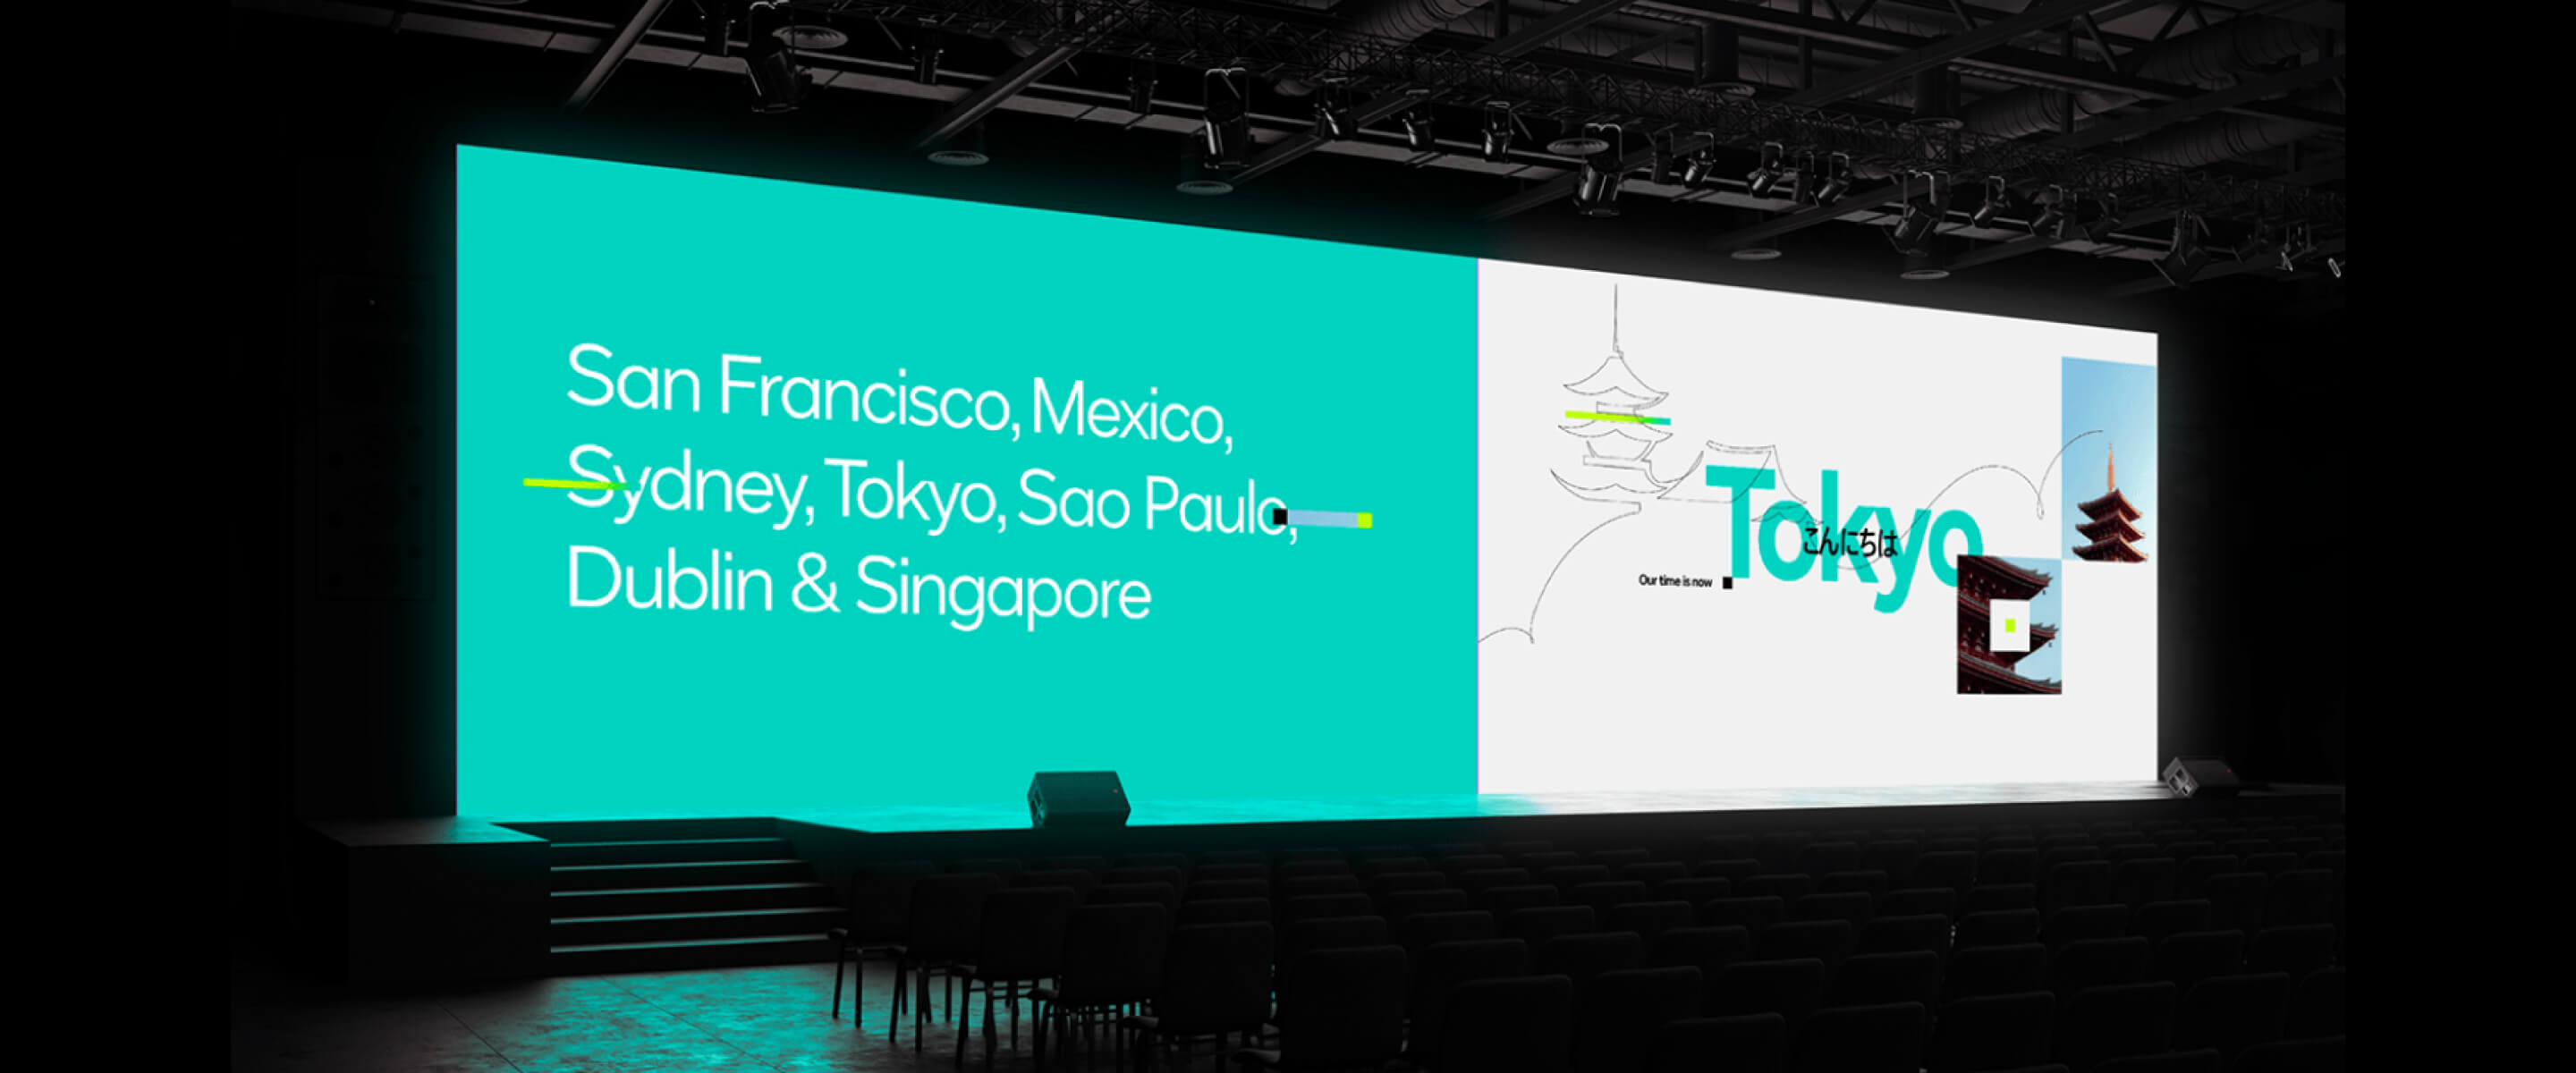 San Francisco, Mexico,
Sydney, Tokyo, Sao Paulo,
Dublin & Singapore
Tokyo
こんにちは
Our time is now